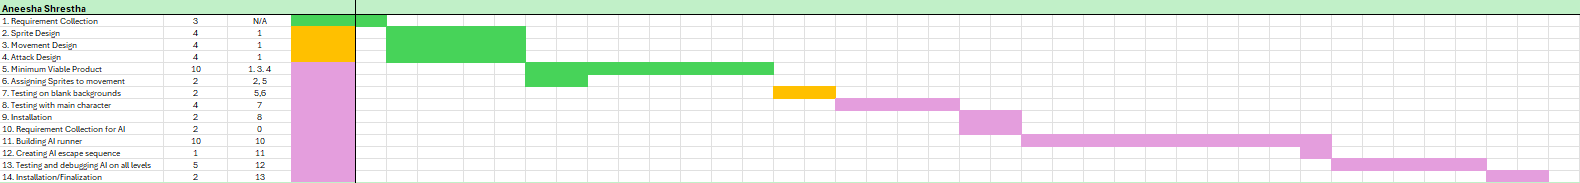 Aneesha Shrestha
1. Requirement Collection 3 N/A
2. Sprite Design 4 1
3. Movement Design 4 1
4. Attack Design 4 1
5. Minimum Viable Product 10 1. 3. 4
6. Assigning Sprites to movement 2 2, 5
7. Testing on blank backgrounds 2 5,6
8. Testing with main character 4 7
9. Installation 2 8
10. Requirement Collection for AI 2 0
11. Building AI runner 10 10
12. Creating AI escape sequence 1 11
13. Testing and debugging AI on all levels 5 12
14. Installation/Finalization 2 13